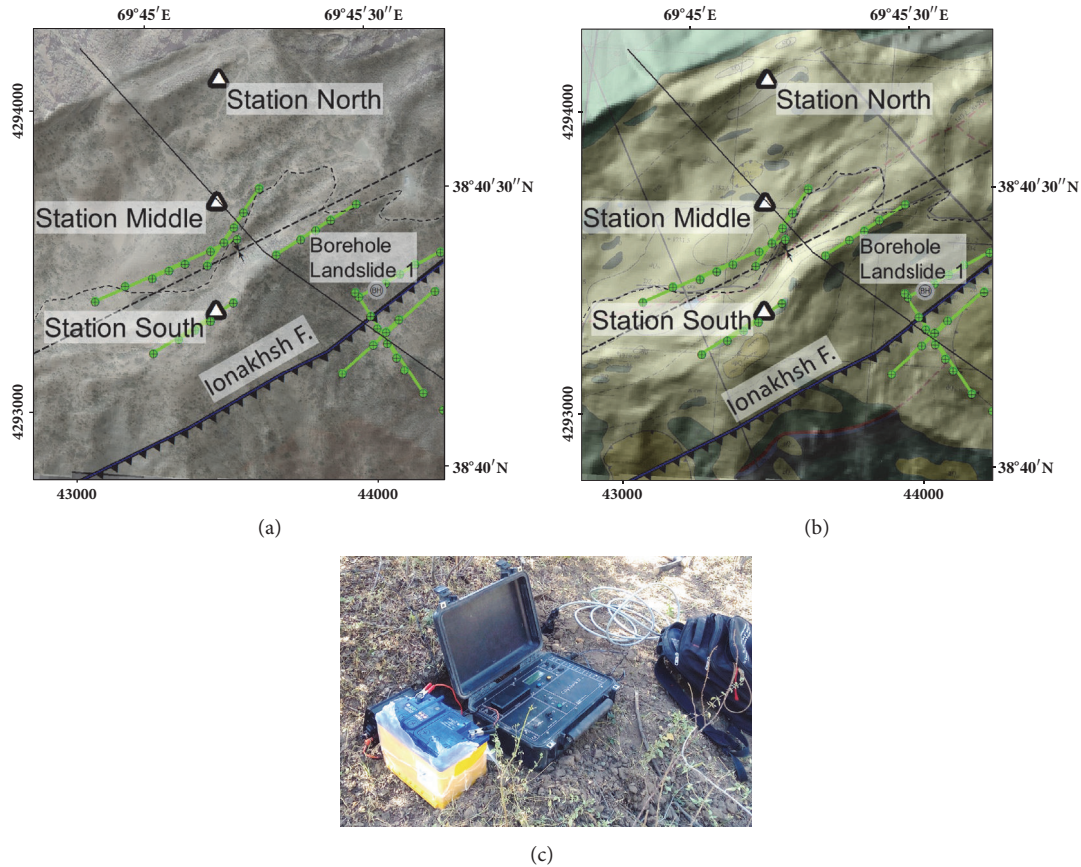 69°45′E
69°45′30″E
69°45′E
69°45′30″E
4294000
4293000
Station North
Station Middle
Borehole
Landslide 1
BH
Station South
Ionakhsh F.
38°40′30″N
38°40′N
43000
44000
(a)
4294000
4293000
Station North
Station Middle
Borehole
Landslide 1
BH
Station South
Ionakhsh F.
38°40′30″N
38°40′N
43000
44000
(b)
(c)